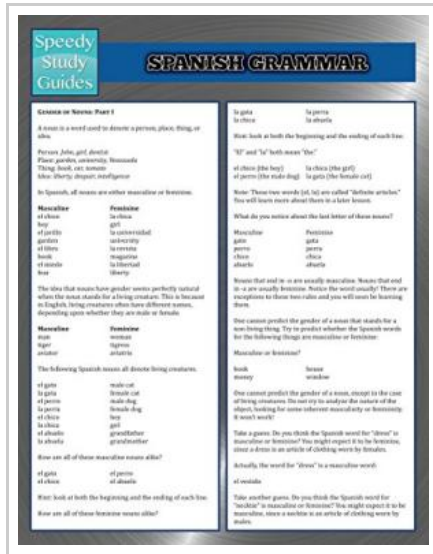 Speedy
Study
Guides
SPANISH GRAMMAR
GENDER OF NOUNS: PART I
A noun is a word used to denote a person, place, thing, or
idea.
Person: John, girl, dentist
Place: garden, university, Venezuela
Thing: book, car, tomato
Idea: liberty, despair, intelligence
In Spanish, all nouns are either masculine or feminine.
Masculine Feminine
el chico la chica
boy girl
el jardín la universidad
garden university
el libro la revista
book magazine
el miedo la libertad
fear liberty
The idea that nouns have gender seems perfectly natural
when the noun stands for a living creature. This is because
in English, living creatures often have different names,
depending upon whether they are male or female.
Masculine Feminine
man woman
tiger tigress
aviator aviatrix
The following Spanish nouns all denote living creatures.
el gato male cat
la gata female cat
el perro male dog
la perra female dog
el chico boy
la chica girl
el abuelo grandfather
la abuela grandmother
How are all of these masculine nouns alike?
el gato el perro
el chico el abuelo
Hint: look at both the beginning and the ending of each line.
How are all of these feminine nouns alike?
la gata la perra
la chica la abuela
Hint: look at both the beginning and the ending of each line.
"El" and "la" both mean "the."
el chico (the boy) la chica (the girl)
el perro (the male dog) la gata (the female cat)
Note: These two words (el, la) are called "definite articles."
You will learn more about them in a later lesson.
What do you notice about the last letter of these nouns?
Masculine Feminine
gato gata
perro perra
chico chica
abuelo abuela
Nouns that end in -o are usually masculine. Nouns that end
in -a are usually feminine. Notice the word usually! There are
exceptions to these two rules and you will soon be learning
them.
One cannot predict the gender of a noun that stands for a
non-living thing. Try to predict whether the Spanish words
for the following things are masculine or feminine:
Masculine or feminine?
book house
money window
One cannot predict the gender of a noun, except in the case
of living creatures. Do not try to analyze the nature of the
object, looking for some inherent masculinity or femininity.
It won't work!
Take a guess. Do you think the Spanish word for "dress" is
masculine or feminine? You might expect it to be feminine,
since a dress is an article of clothing worn by females.
Actually, the word for "dress" is a masculine word:
el vestido
Take another guess. Do you think the Spanish word for
"necktie" is masculine or feminine? You might expect it to be
masculine, since a necktie is an article of clothing worn by
males.